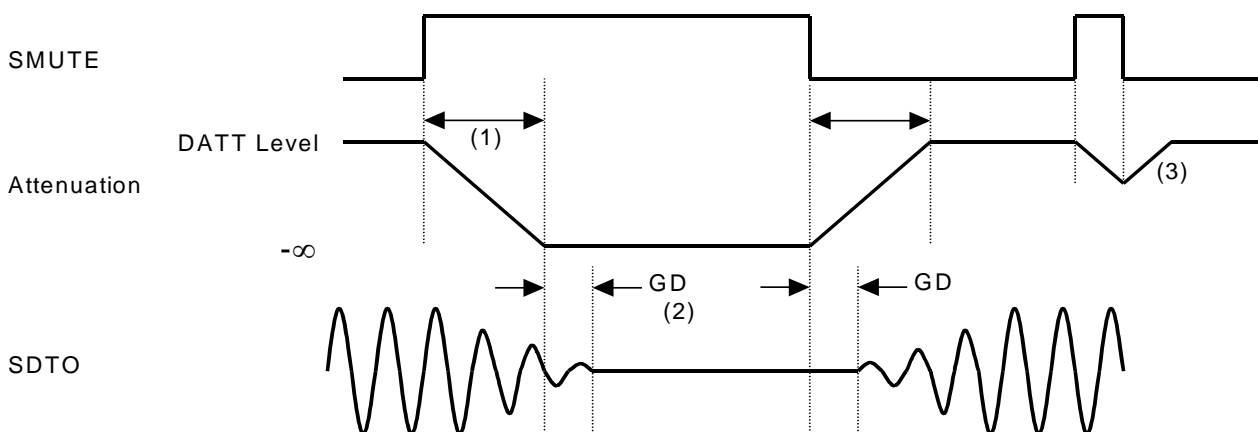 SMUTE
DATT Level
(1)
Attenuation
(3)
-∞
GD
GD
(2)
SDTO